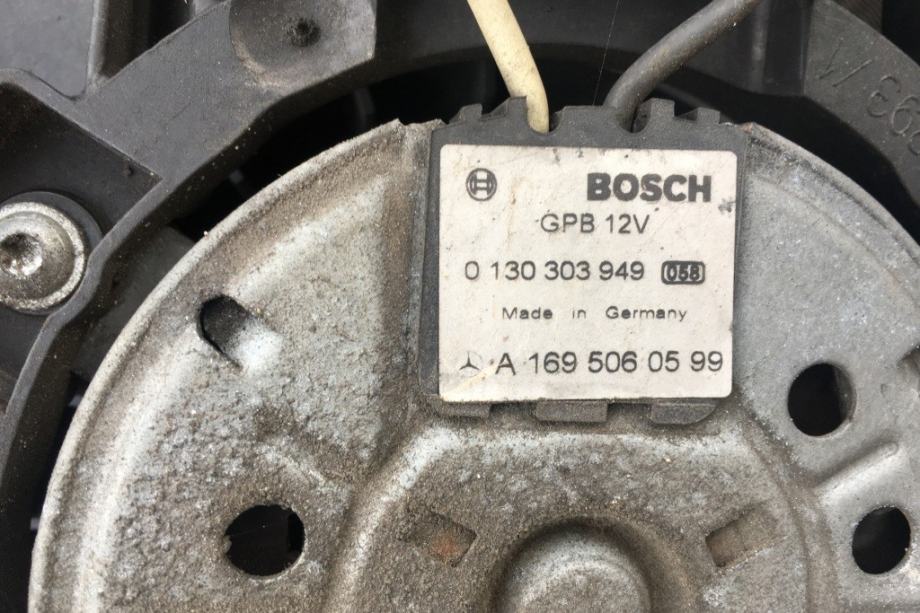 BOSCH
GPB 12V
0 130 303 949 058
Made in Germany
A 169 506 05 99